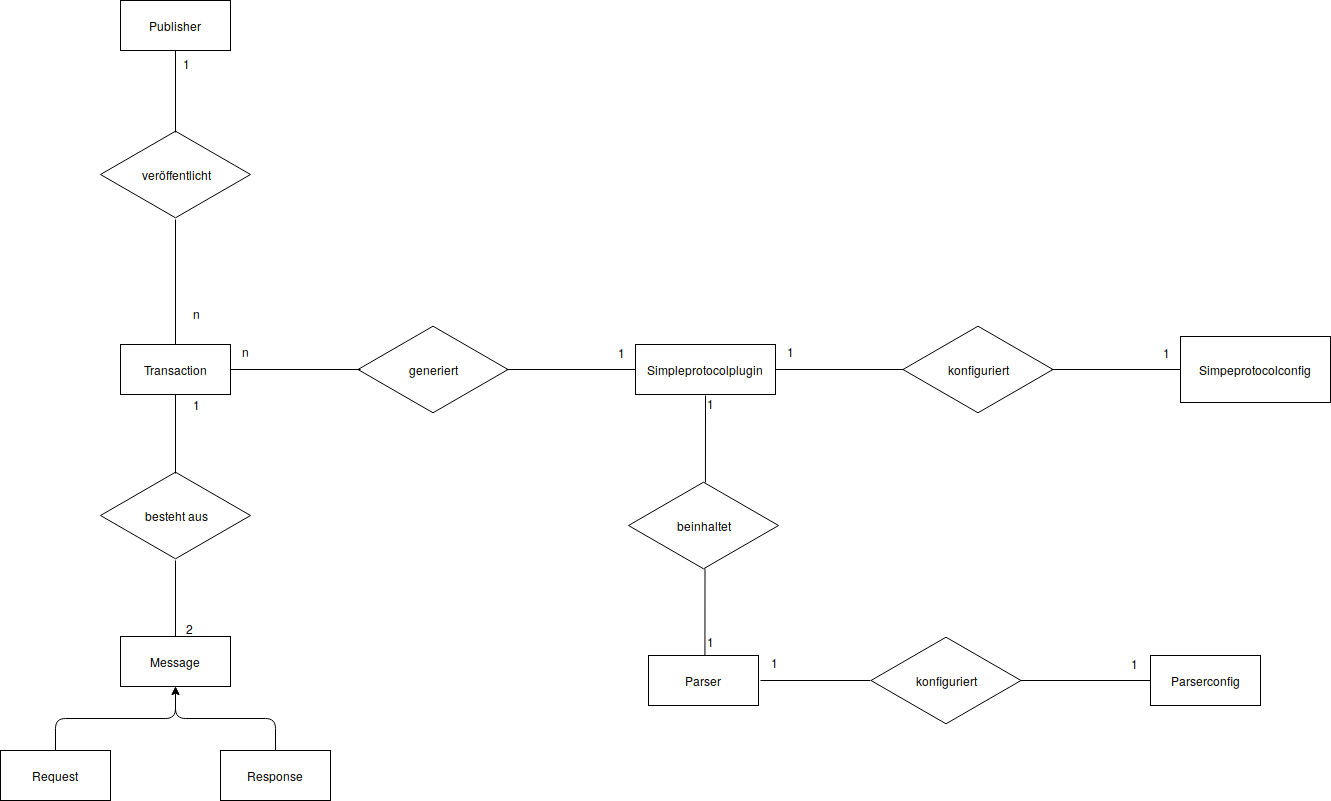 Publisher
1
veröffentlicht
n
Transaction
n
generiert
1
Simpleprotocolplugin
1
konfiguriert
1
Simpeprotocolconfig
1
1
besteht aus
beinhaltet
2
1
Message
Parser
1
konfiguriert
1
Parserconfig
Request
Response